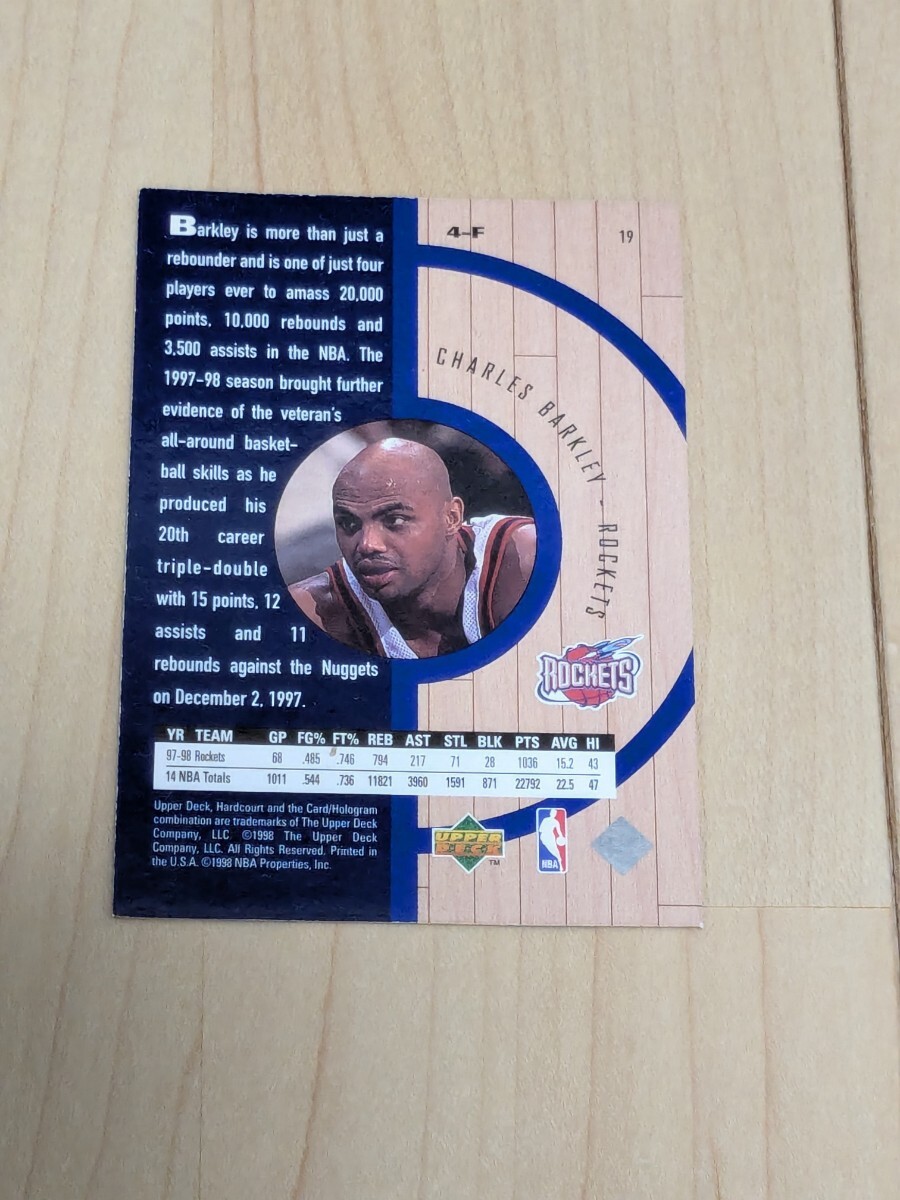 Barkley is more than just a
rebounder and is one of just four
players ever to amass 20,000
points, 10,000 rebounds and
3,500 assists in the NBA. The
1997-98 season brought further
evidence of the veteran's
all-around basket-
ball skills as he
produced his
20th career
triple-double
with 15 points, 12
assists and 11
rebounds against the Nuggets
on December 2, 1997.
4-F
19
CHARLES BARKLEY - ROCKETS
ROCKETS
YR TEAM GP FG% FT% REB AST STL BLK PTS AVG HI
97-98 Rockets 68 .485 .746 794 217 71 28 1036 15.2 43
14 NBA Totals 1011 .544 .736 11821 3960 1591 871 22792 22.5 47
Upper Deck, Hardcourt and the Card/Hologram
combination are trademarks of The Upper Deck
Company, LLC. ©1998 The Upper Deck
Company, LLC. All Rights Reserved. Printed in
the U.S.A. ©1998 NBA Properties, Inc.
UPPER
DECK
TM
NBA